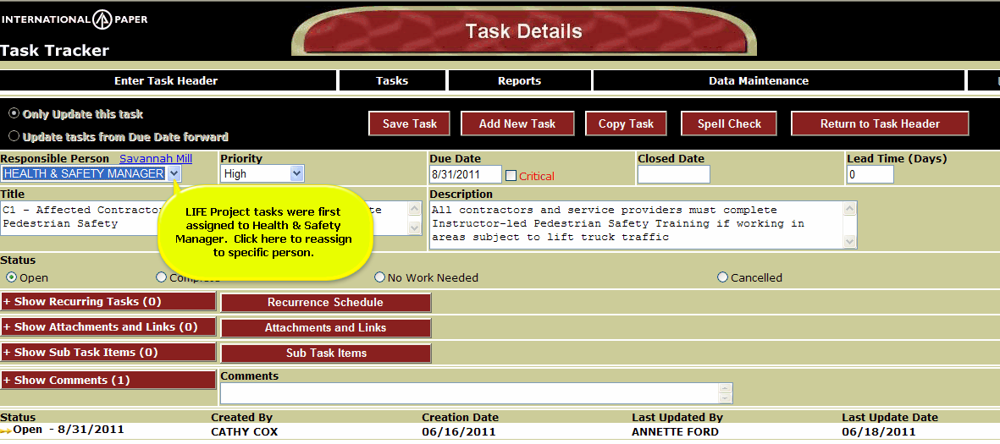 INTERNATIONAL PAPER
Task Details
Task Tracker
Enter Task Header Tasks Reports Data Maintenance
Only Update this task
Update tasks from Due Date forward
Save Task Add New Task Copy Task Spell Check Return to Task Header
Responsible Person Savannah Mill Priority Due Date Closed Date Lead Time (Days)
HEALTH & SAFETY MANAGER High 8/31/2011 Critical 0
Title Description
C1 - Affected Contractor
Pedestrian Safety
LIFE Project tasks were first
assigned to Health & Safety
Manager. Click here to reassign
to specific person.
All contractors and service providers must complete
Instructor-led Pedestrian Safety Training if working in
areas subject to lift truck traffic
Status
Open No Work Needed Cancelled
+ Show Recurring Tasks (0) Recurrence Schedule
+ Show Attachments and Links (0) Attachments and Links
+ Show Sub Task Items (0) Sub Task Items
+ Show Comments (1) Comments
Status Created By Creation Date Last Updated By Last Update Date
Open - 8/31/2011 CATHY COX 06/16/2011 ANNETTE FORD 06/18/2011